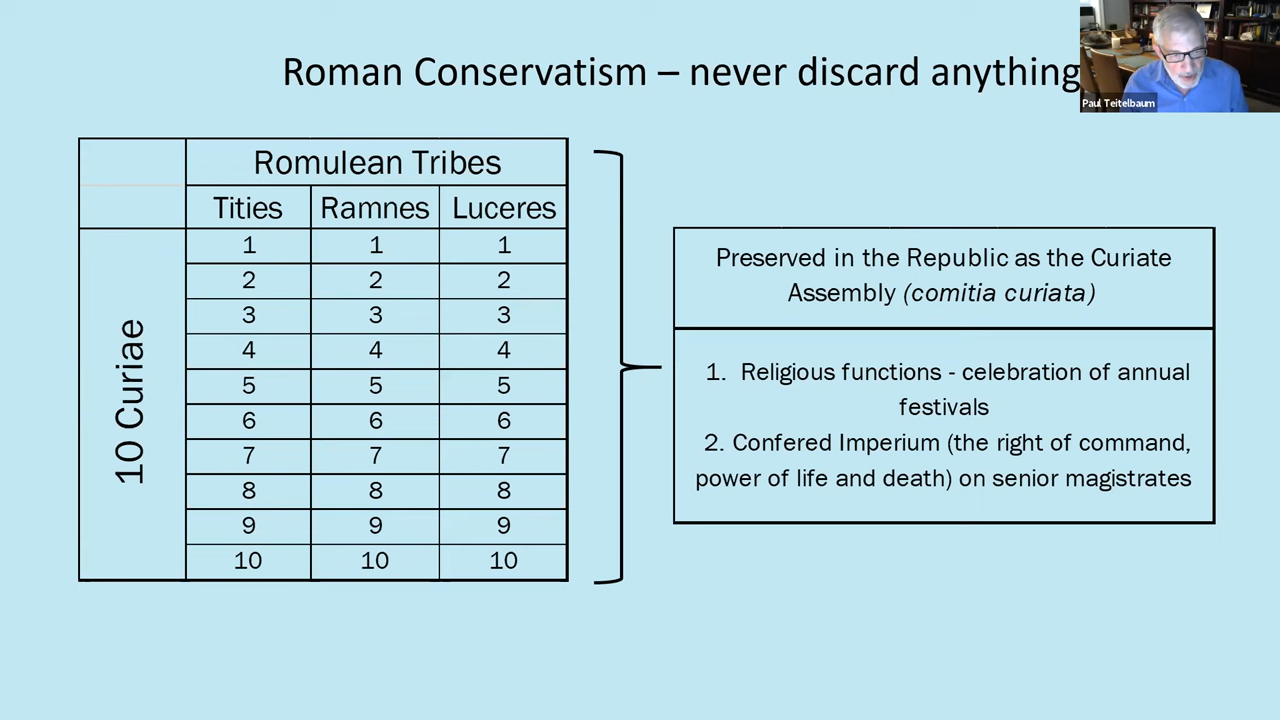 Roman Conservatism – never discard anything
Paul Teitelbaum
Romulean Tribes
Tities Ramnes Luceres
10 Curiae
1 1 1
2 2 2
3 3 3
4 4 4
5 5 5
6 6 6
7 7 7
8 8 8
9 9 9
10 10 10
Preserved in the Republic as the Curiate
Assembly (comitia curiata)
1. Religious functions - celebration of annual
festivals
2. Confered Imperium (the right of command,
power of life and death) on senior magistrates